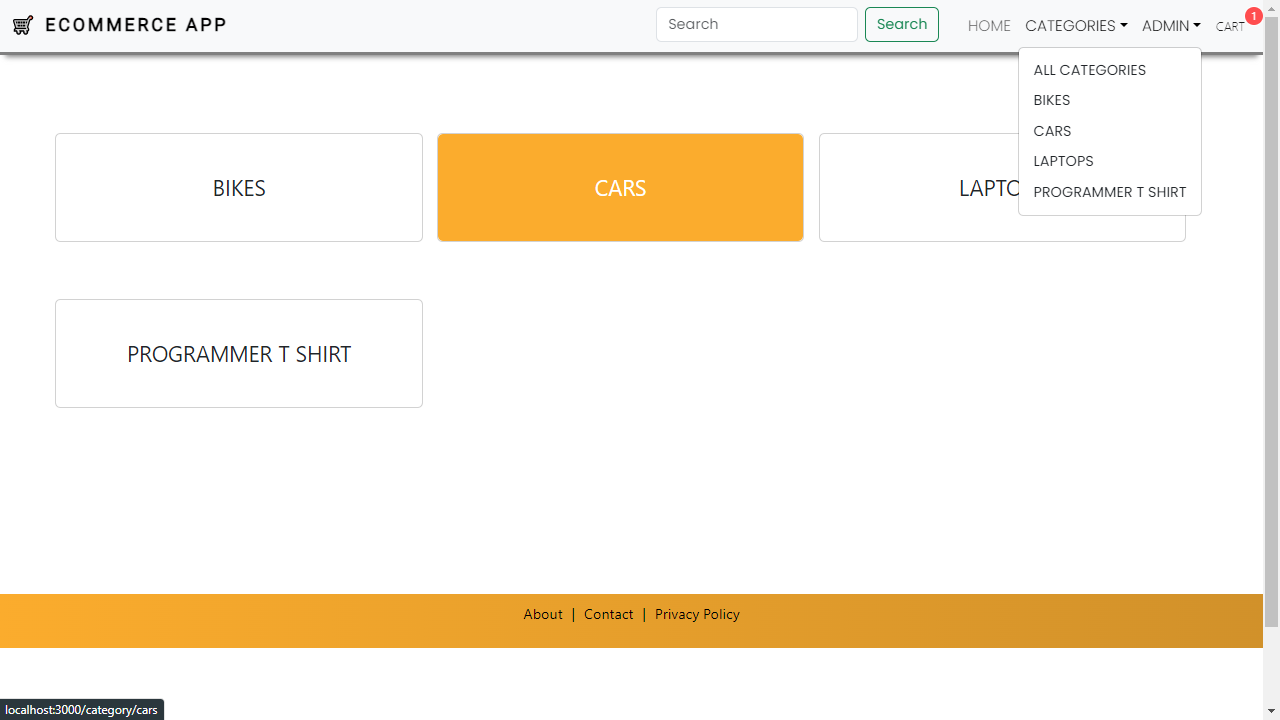 ECOMMERCE APP
Search
Search
HOME
CATEGORIES
ADMIN
CART
1
ALL CATEGORIES
BIKES
CARS
LAPTOPS
PROGRAMMER T SHIRT
BIKES
CARS
LAPTO
PROGRAMMER T SHIRT
About | Contact | Privacy Policy
localhost:3000/category/cars